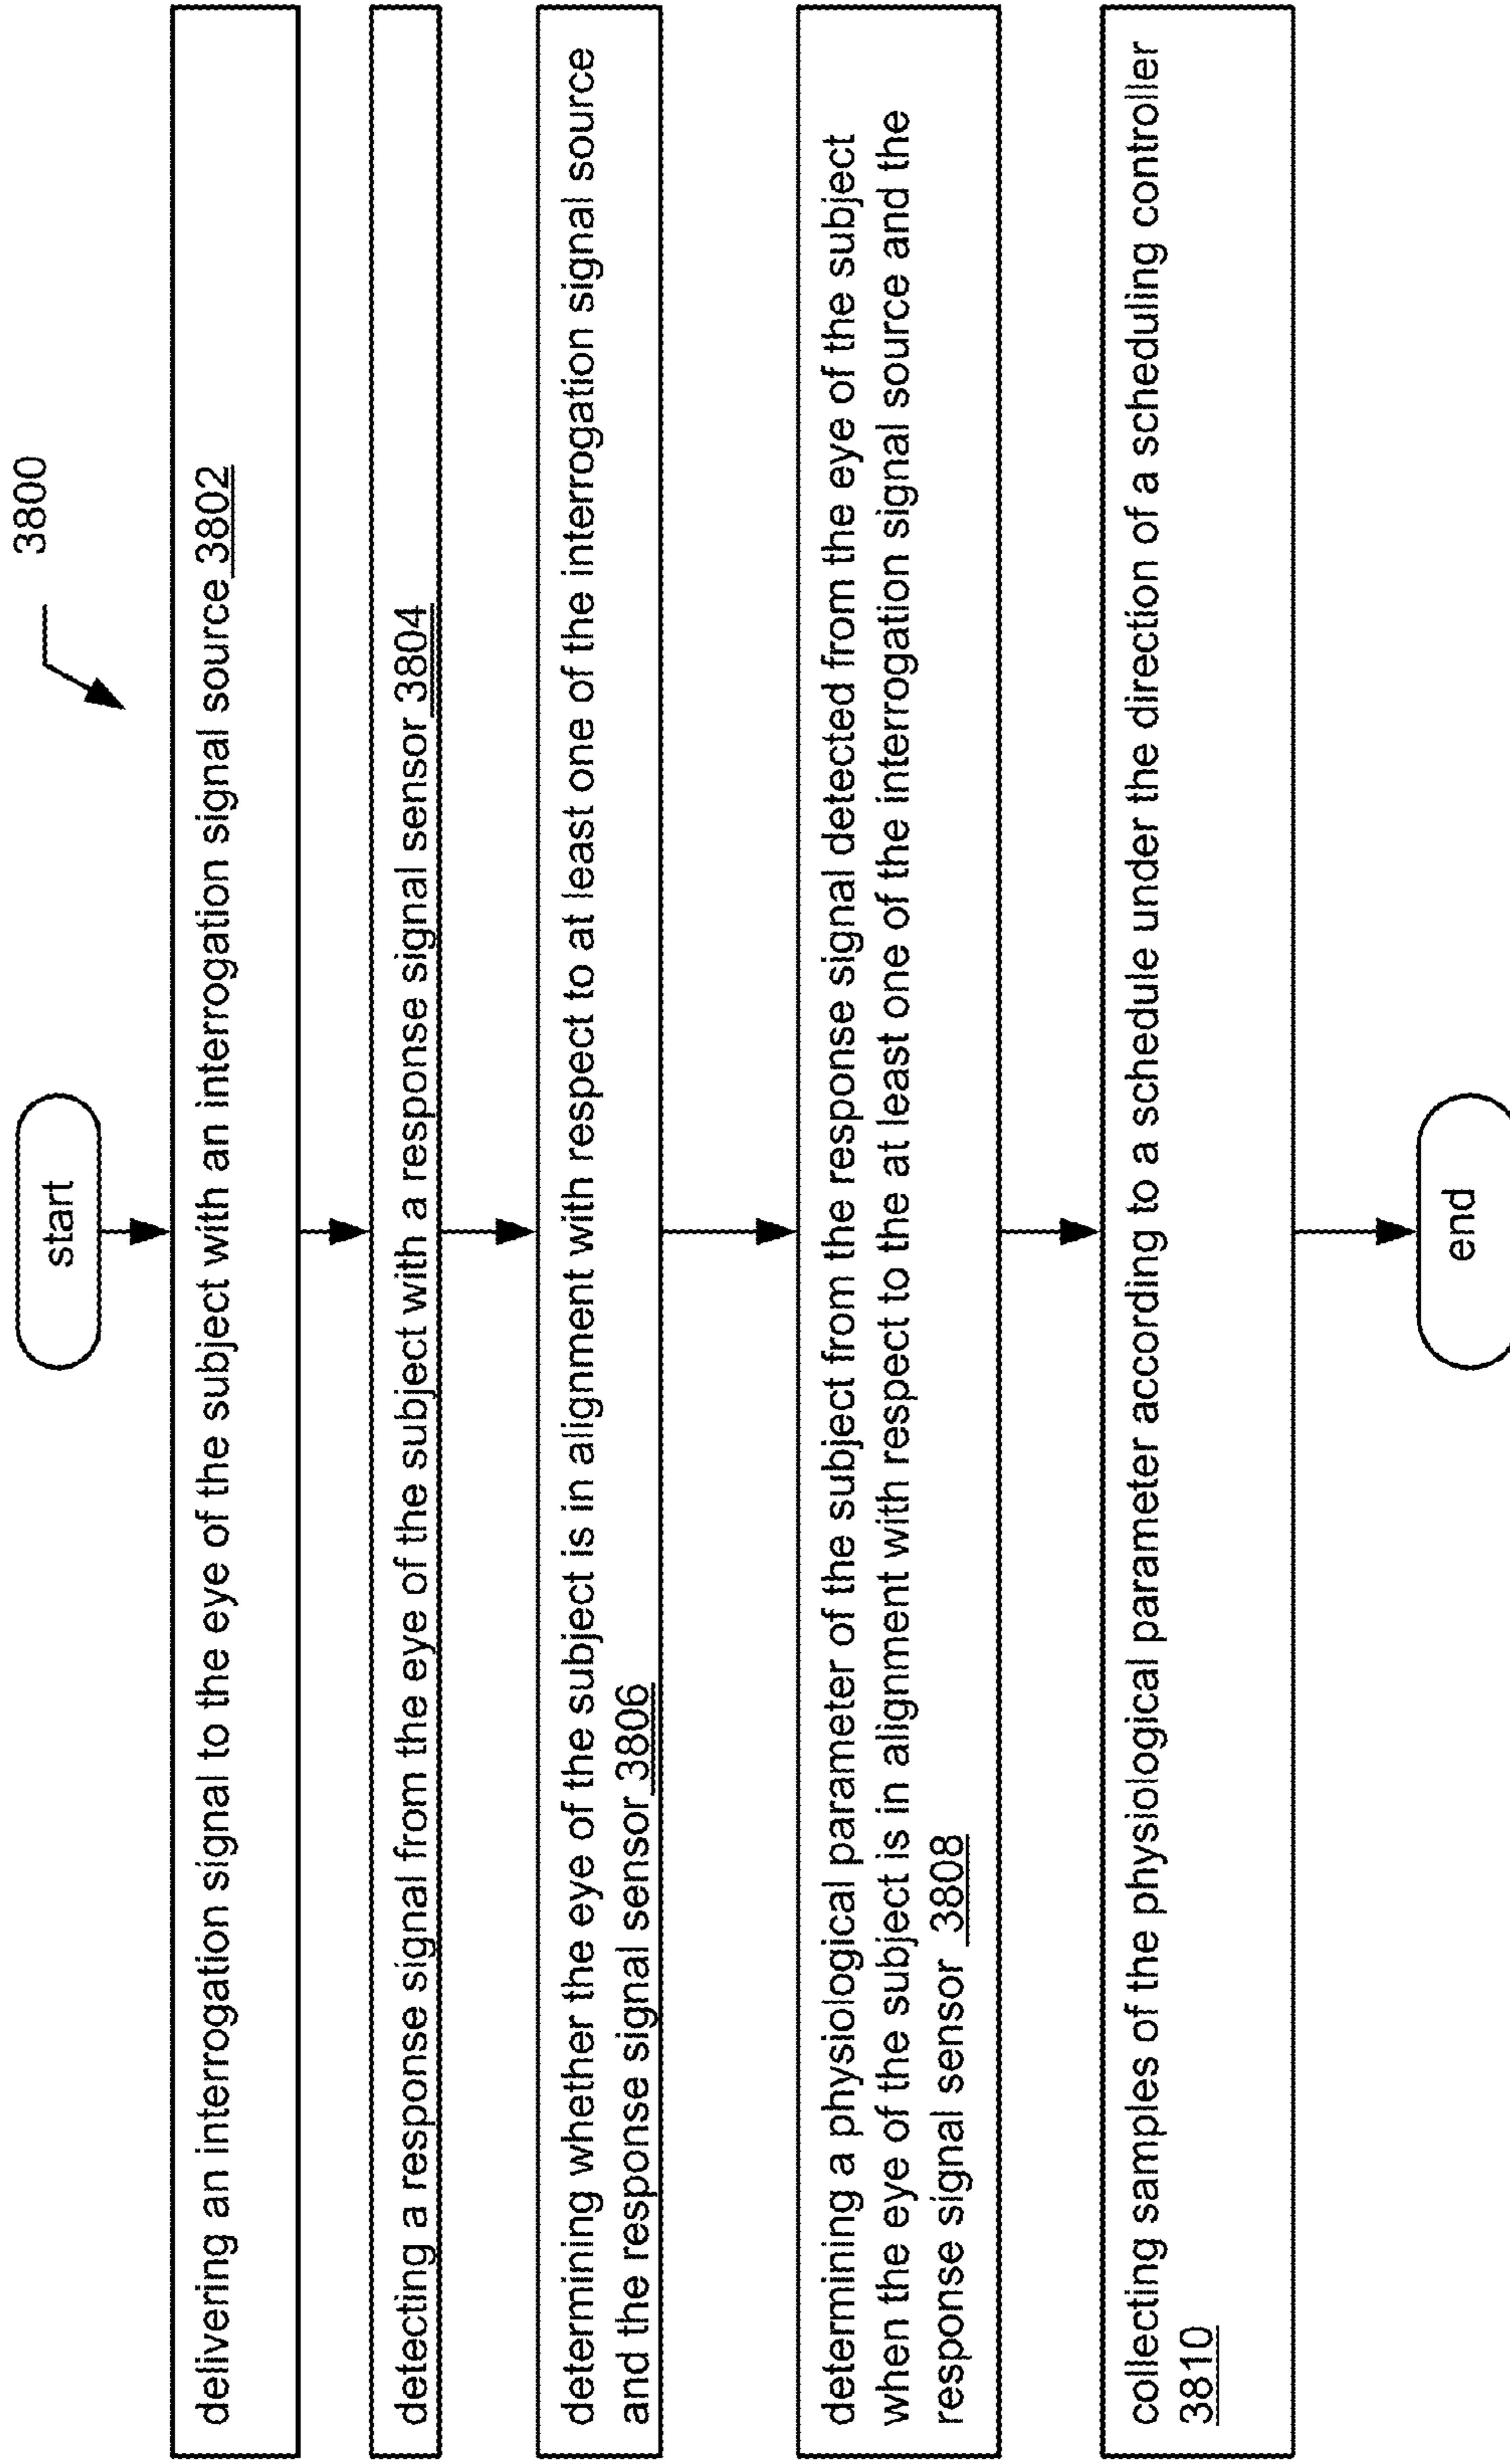 3800
start
delivering an interrogation signal to the eye of the subject with an interrogation signal source 3802
detecting a response signal from the eye of the subject with a response signal sensor 3804
determining whether the eye of the subject is in alignment with respect to at least one of the interrogation signal source
and the response signal sensor 3806
determining a physiological parameter of the subject from the response signal detected from the eye of the subject
when the eye of the subject is in alignment with respect to the at least one of the interrogation signal source and the
response signal sensor 3808
collecting samples of the physiological parameter according to a schedule under the direction of a scheduling controller
3810
end